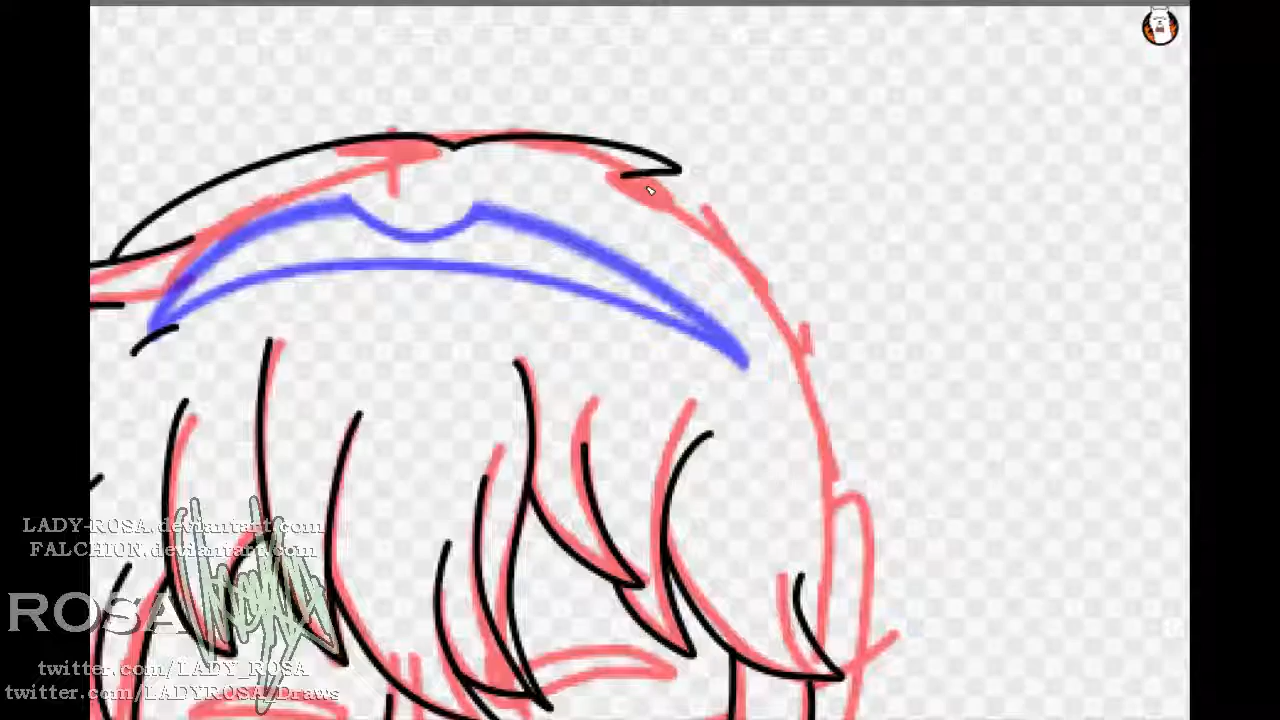 LADY-ROSA.deviantart.com
FALCHION.deviantart.com
ROSA
twitter.com/LADY_ROSA
twitter.com/LADYROSA_Draws